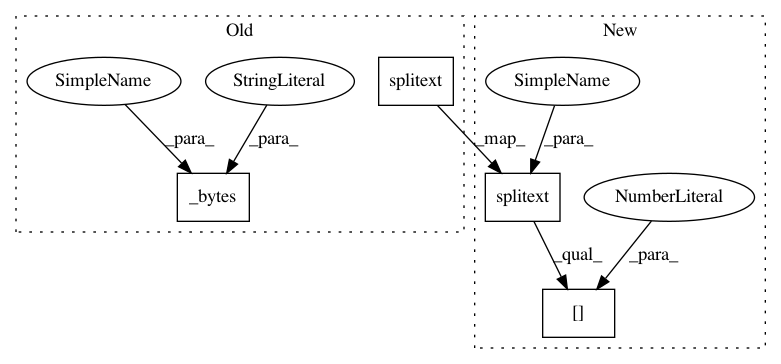 Old
New
SimpleName
StringLiteral
splitext
SimpleName
_para_
_para_
_map_
_para_
_bytes
splitext
NumberLiteral
_qual_
_para_
[]